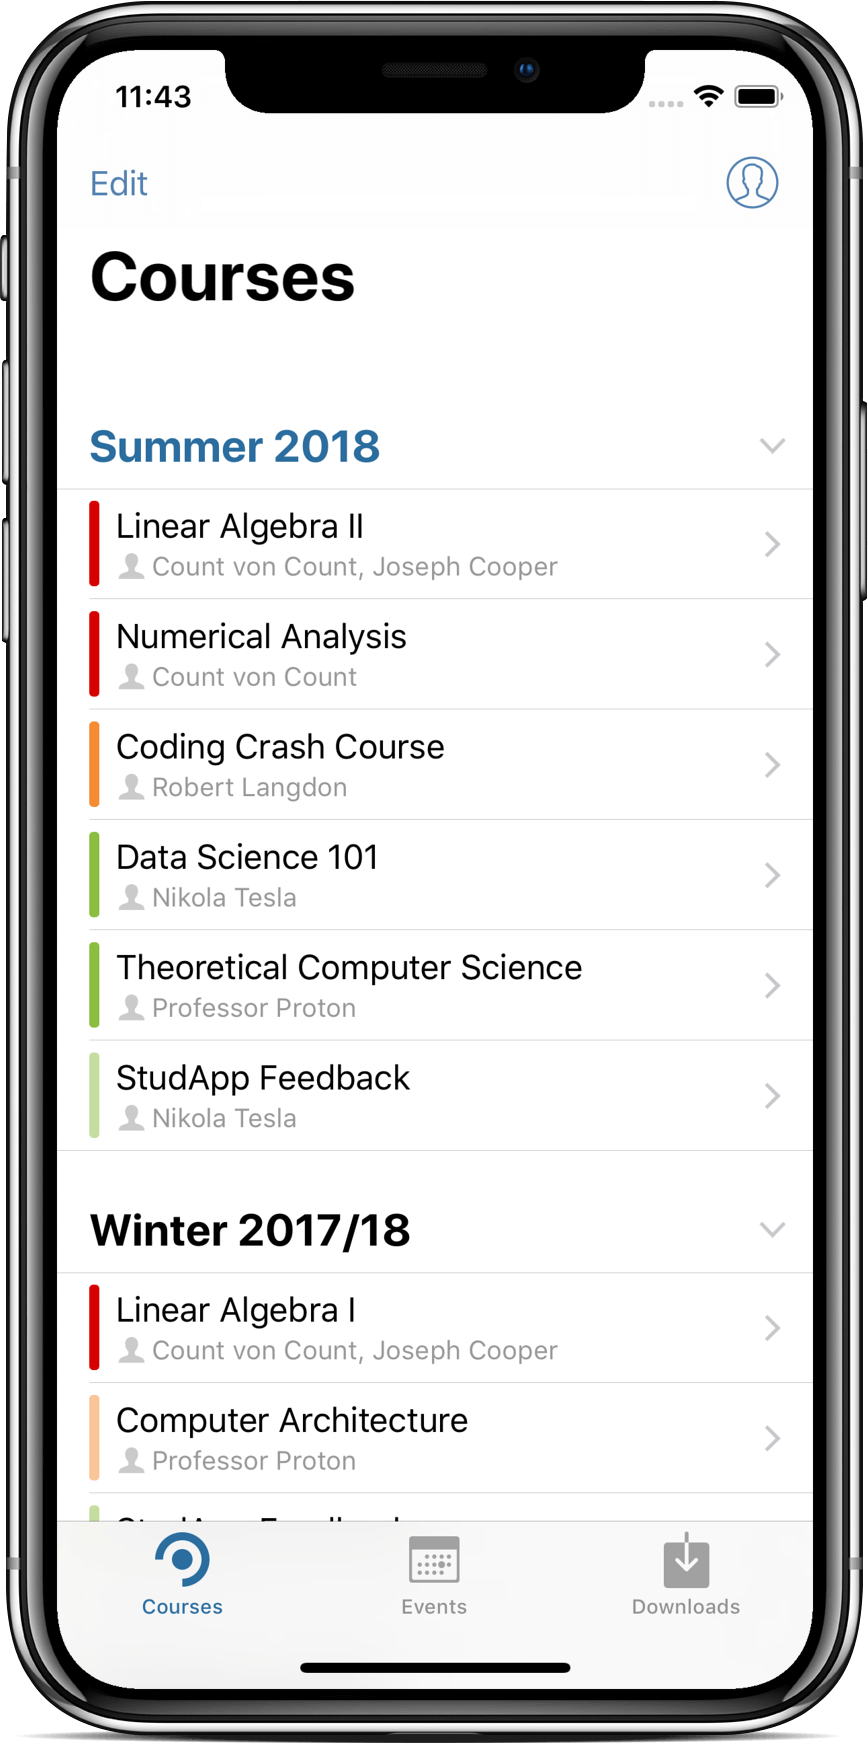 11:43
Edit
Courses
Summer 2018
Linear Algebra II
Count von Count, Joseph Cooper
Numerical Analysis
Count von Count
Coding Crash Course
Robert Langdon
Data Science 101
Nikola Tesla
Theoretical Computer Science
Professor Proton
StudApp Feedback
Nikola Tesla
Winter 2017/18
Linear Algebra I
Count von Count, Joseph Cooper
Computer Architecture
Professor Proton
Courses
Events
Downloads